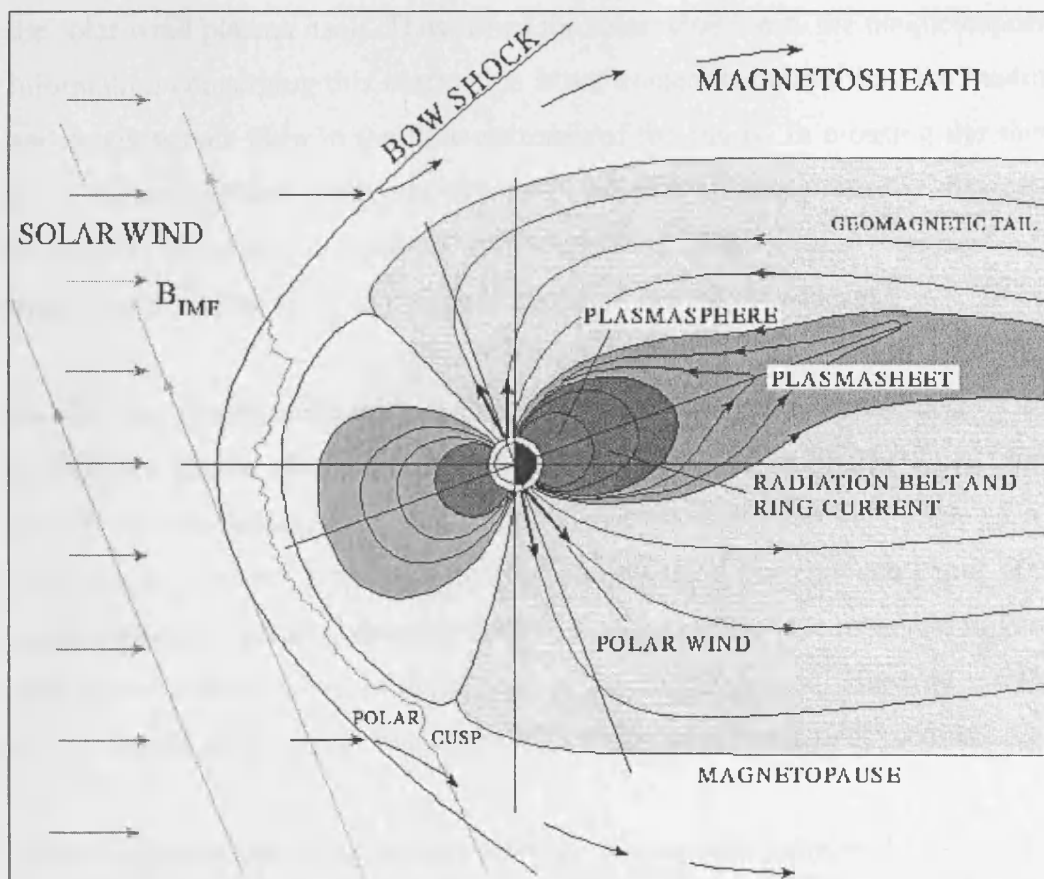 BOW SHOCK
MAGNETOSHEATH
SOLAR WIND
GEOMAGNETIC TAIL
B IMF
PLASMASPHERE
PLASMASHEET
RADIATION BELT AND
RING CURRENT
POLAR WIND
POLAR
CUSP
MAGNETOPAUSE